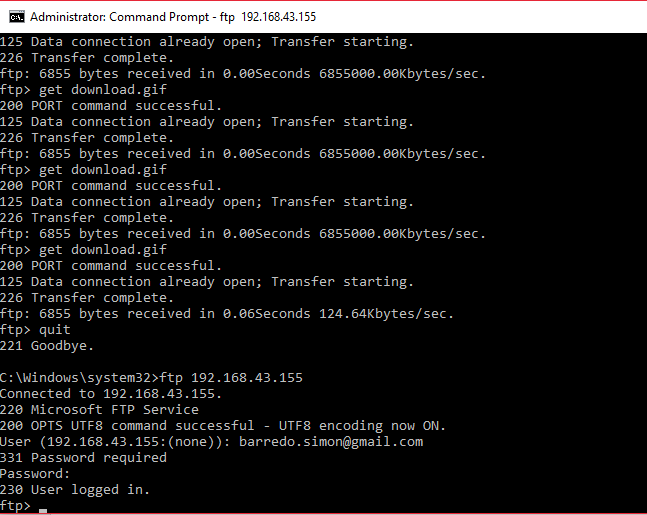 Administrator: Command Prompt - ftp  192.168.43.155
125 Data connection already open; Transfer starting.
226 Transfer complete.
ftp: 6855 bytes received in 0.00Seconds 6855000.00Kbytes/sec.
ftp> get download.gif
200 PORT command successful.
125 Data connection already open; Transfer starting.
226 Transfer complete.
ftp: 6855 bytes received in 0.00Seconds 6855000.00Kbytes/sec.
ftp> get download.gif
200 PORT command successful.
125 Data connection already open; Transfer starting.
226 Transfer complete.
ftp: 6855 bytes received in 0.00Seconds 6855000.00Kbytes/sec.
ftp> get download.gif
200 PORT command successful.
125 Data connection already open; Transfer starting.
226 Transfer complete.
ftp: 6855 bytes received in 0.06Seconds 124.64Kbytes/sec.
ftp> quit
221 Goodbye.

C:\Windows\system32>ftp 192.168.43.155
Connected to 192.168.43.155.
220 Microsoft FTP Service
200 OPTS UTF8 command successful - UTF8 encoding now ON.
User (192.168.43.155:(none)): barredo.simon@gmail.com
331 Password required
Password:
230 User logged in.
ftp>